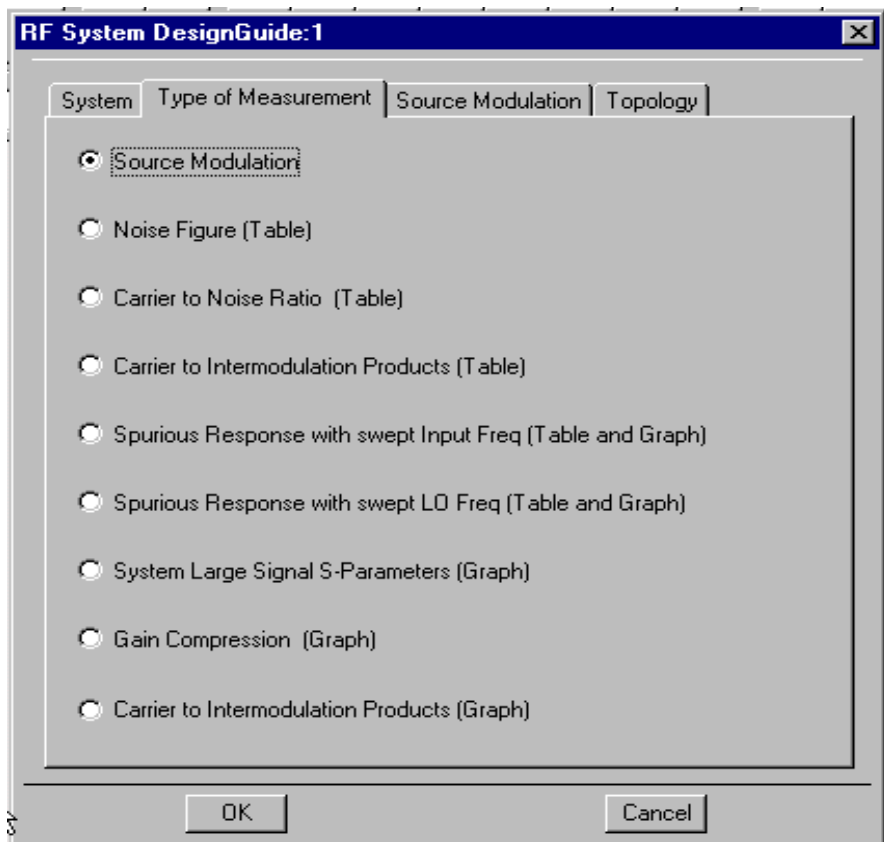 RF System DesignGuide:1
System Type of Measurement Source Modulation Topology
Source Modulation
Noise Figure (Table)
Carrier to Noise Ratio (Table)
Carrier to Intermodulation Products (Table)
Spurious Response with swept Input Freq (Table and Graph)
Spurious Response with swept LO Freq (Table and Graph)
System Large Signal S-Parameters (Graph)
Gain Compression (Graph)
Carrier to Intermodulation Products (Graph)
OK Cancel